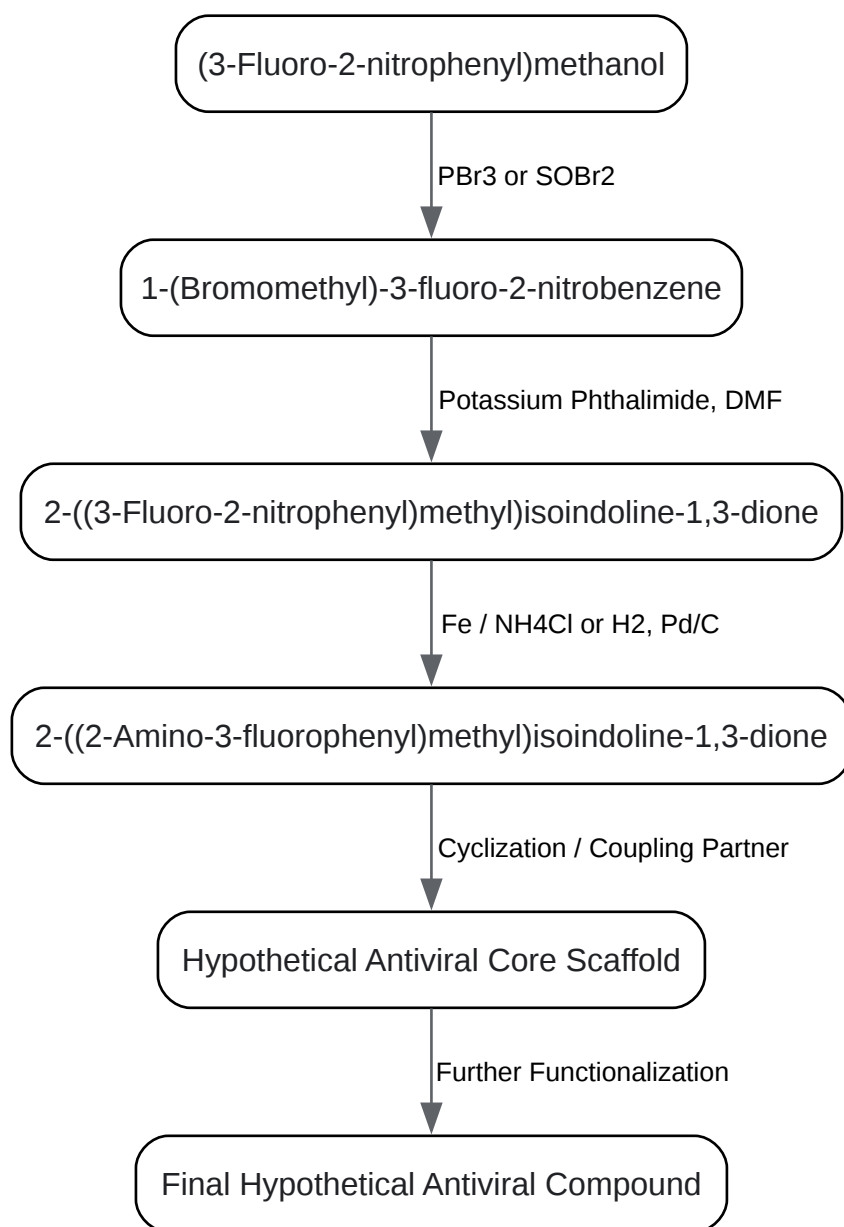 (3-Fluoro-2-nitrophenyl)methanol
PBr3 or SOBr2
1-(Bromomethyl)-3-fluoro-2-nitrobenzene
Potassium Phthalimide, DMF
2-((3-Fluoro-2-nitrophenyl)methyl)isoindoline-1,3-dione
Fe / NH4Cl or H2, Pd/C
2-((2-Amino-3-fluorophenyl)methyl)isoindoline-1,3-dione
Cyclization / Coupling Partner
Hypothetical Antiviral Core Scaffold
Further Functionalization
Final Hypothetical Antiviral Compound